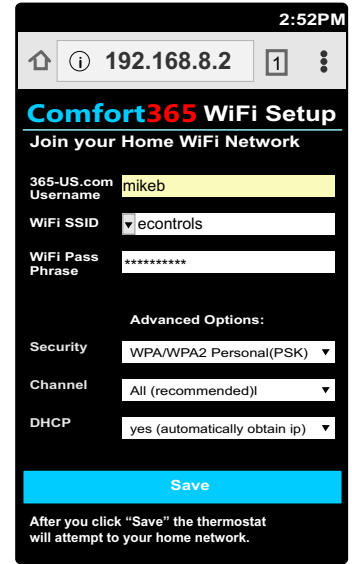 2:52PM
192.168.8.2 1
Comfort365 WiFi Setup
Join your Home WiFi Network
365-US.com
Username mikeb
WiFi SSID econtrols
WiFi Pass
Phrase **********
Advanced Options:
Security WPA/WPA2 Personal(PSK)
Channel All (recommended)l
DHCP yes (automatically obtain ip)
Save
After you click “Save” the thermostat
will attempt to your home network.